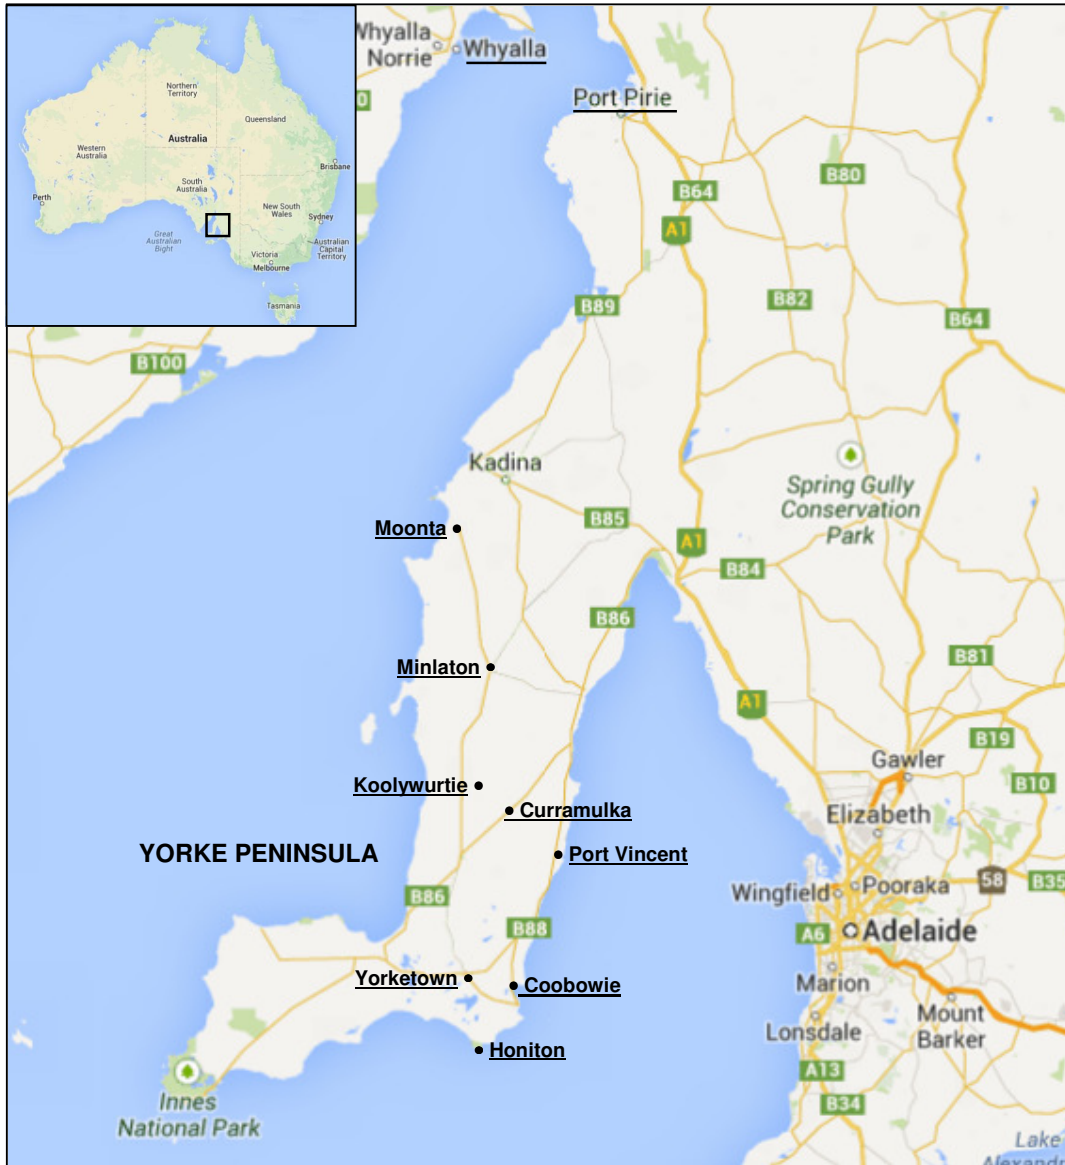 Northern
Territory
Queensland
Australia
Western
Australia
South
Australia
Brisbane
Perth
New South
Wales
Sydney
Great
Australian
Bight
Australian
Capital
Territory
Victoria
Melbourne
Tasmania
Whyalla
Norrie
Whyalla
Port Pirie
B80
B64
A1
B82
B89
B64
B100
Kadina
Spring Gully
Conservation
Park
Moonta
B85
A1
B84
B86
Minlaton
B81
A1
B19
Gawler
Koolywurtie
B10
Curramulka
Elizabeth
YORKE PENINSULA
Port Vincent
58
B35
B86
Wingfield
Pooraka
B88
A6
Adelaide
Yorketown
Coobowie
Marion
Mount
Barker
Lonsdale
Honiton
A13
Innes
National Park
B34
Lake